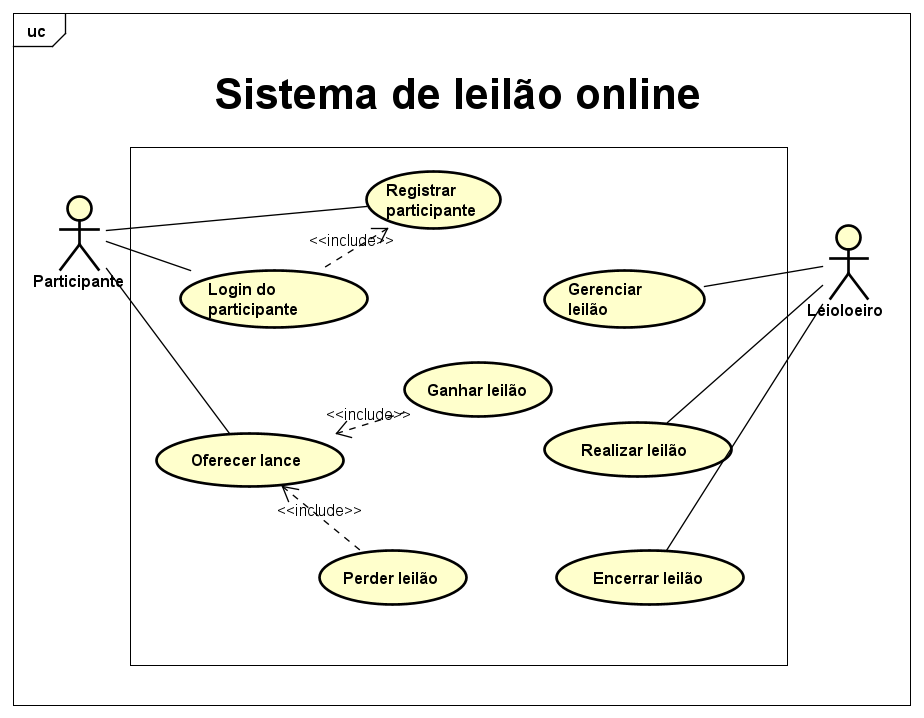 uc
Sistema de leilão online
Registrar
participante
<<include>>
Participante
Login do
participante
Gerenciar
leilão
Leioloeiro
Ganhar leilão
<<include>>
Oferecer lance
Realizar leilão
<<include>>
Perder leilão
Encerrar leilão